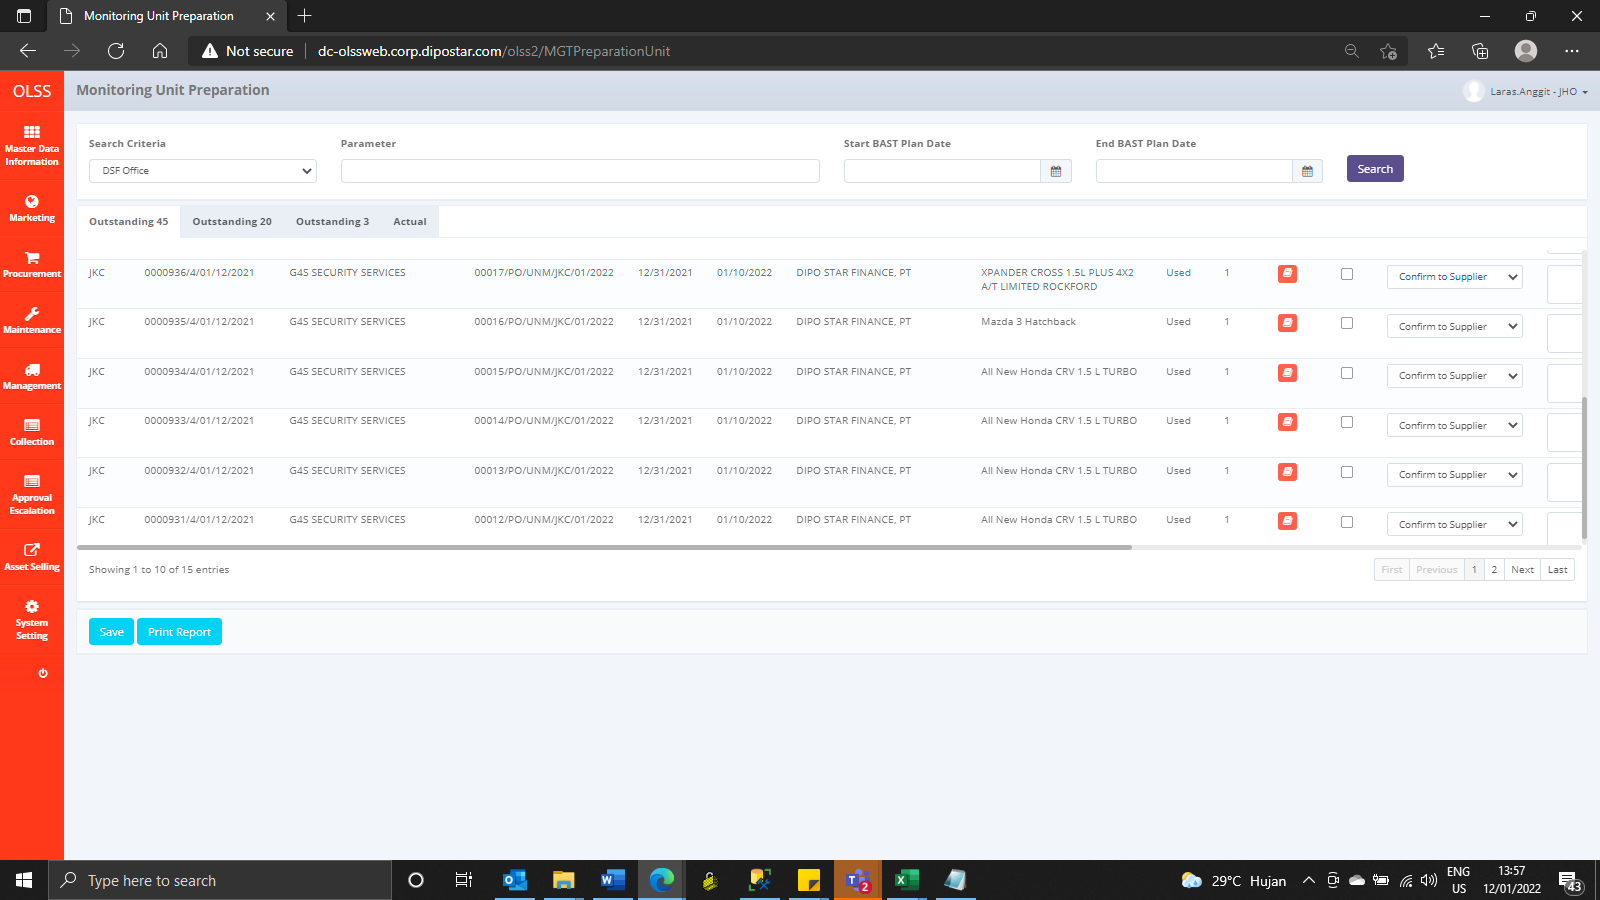 Monitoring Unit Preparation
Not secure
dc-olssweb.corp.dipostar.com/olss2/MGTPreparationUnit
OLSS
Monitoring Unit Preparation
Laras.Anggit - JHO
Master Data
Information
Marketing
Procurement
Maintenance
Management
Collection
Approval
Escalation
Asset Selling
System
Setting
Search Criteria
Parameter
Start BAST Plan Date
End BAST Plan Date
DSF Office
Search
Outstanding 45
Outstanding 20
Outstanding 3
Actual
JKC 0000936/4/01/12/2021 G4S SECURITY SERVICES 00017/PO/UNM/JKC/01/2022 12/31/2021 01/10/2022 DIPO STAR FINANCE, PT XPANDER CROSS 1.5L PLUS 4X2 Used 1 Confirm to Supplier
A/T LIMITED ROCKFORD
JKC 0000935/4/01/12/2021 G4S SECURITY SERVICES 00016/PO/UNM/JKC/01/2022 12/31/2021 01/10/2022 DIPO STAR FINANCE, PT Mazda 3 Hatchback Used 1 Confirm to Supplier
JKC 0000934/4/01/12/2021 G4S SECURITY SERVICES 00015/PO/UNM/JKC/01/2022 12/31/2021 01/10/2022 DIPO STAR FINANCE, PT All New Honda CRV 1.5 L TURBO Used 1 Confirm to Supplier
JKC 0000933/4/01/12/2021 G4S SECURITY SERVICES 00014/PO/UNM/JKC/01/2022 12/31/2021 01/10/2022 DIPO STAR FINANCE, PT All New Honda CRV 1.5 L TURBO Used 1 Confirm to Supplier
JKC 0000932/4/01/12/2021 G4S SECURITY SERVICES 00013/PO/UNM/JKC/01/2022 12/31/2021 01/10/2022 DIPO STAR FINANCE, PT All New Honda CRV 1.5 L TURBO Used 1 Confirm to Supplier
JKC 0000931/4/01/12/2021 G4S SECURITY SERVICES 00012/PO/UNM/JKC/01/2022 12/31/2021 01/10/2022 DIPO STAR FINANCE, PT All New Honda CRV 1.5 L TURBO Used 1 Confirm to Supplier
Showing 1 to 10 of 15 entries
First Previous 1 2 Next Last
Save
Print Report
Type here to search
2
29°C Hujan
ENG
US
13:57
12/01/2022
43